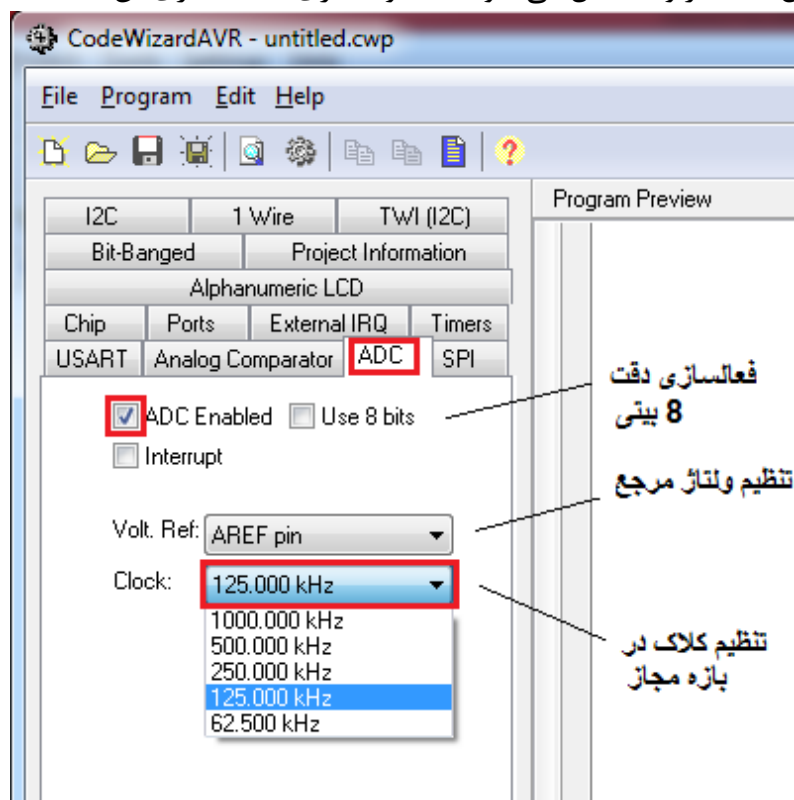 CodeWizardAVR - untitled.cwp
File Program Edit Help
Program Preview
I2C 1 Wire TWI (I2C)
Bit-Banged Project Information
Alphanumeric LCD
Chip Ports External IRQ Timers
USART Analog Comparator ADC SPI
ADC Enabled Use 8 bits
Interrupt
فعالسازی دقت
8 بیتی
تنظیم ولتاژ مرجع
Volt. Ref: AREF pin
Clock: 125.000 kHz
1000.000 kHz
500.000 kHz
250.000 kHz
125.000 kHz
62.500 kHz
تنظیم کلاک در
بازه مجاز